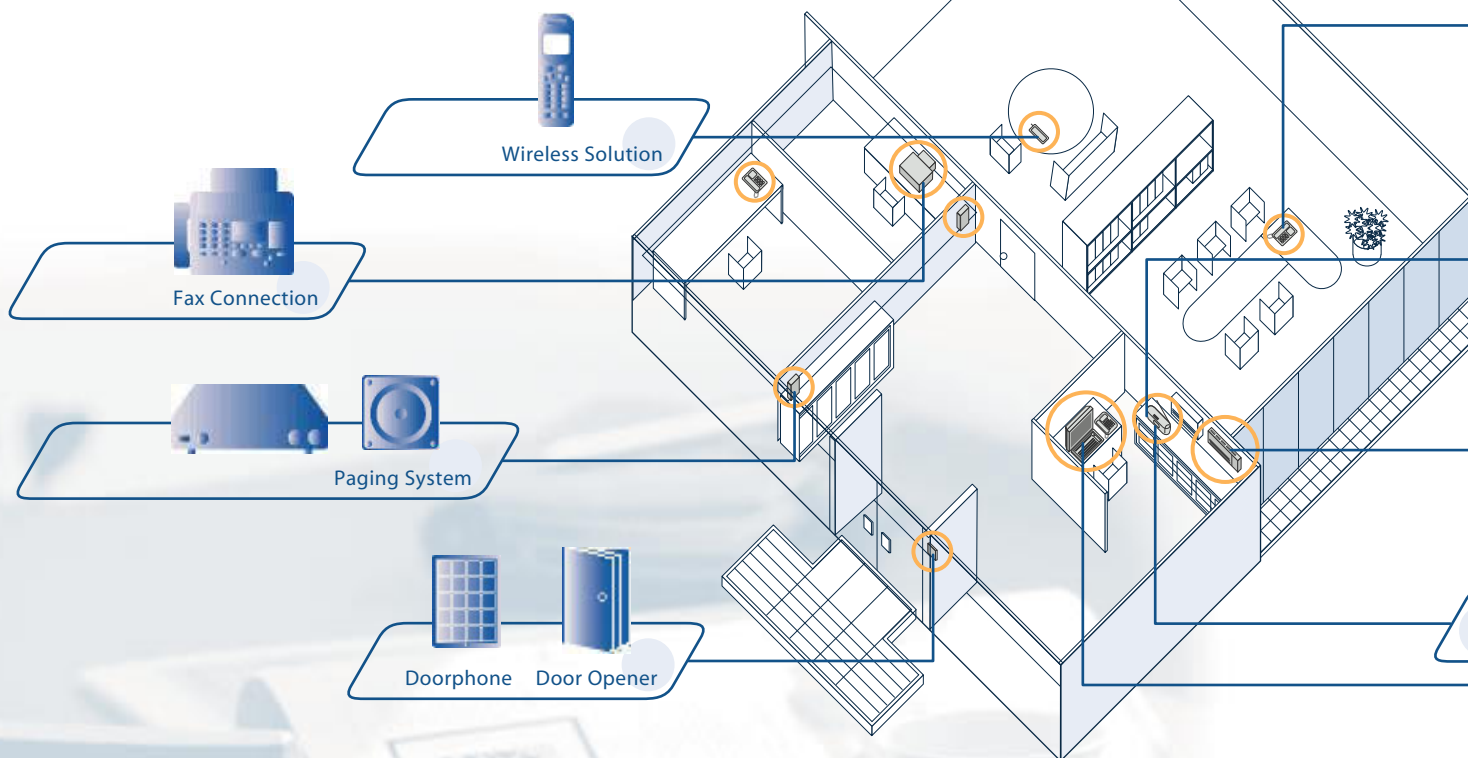 Wireless Solution
Fax Connection
Paging System
Doorphone Door Opener